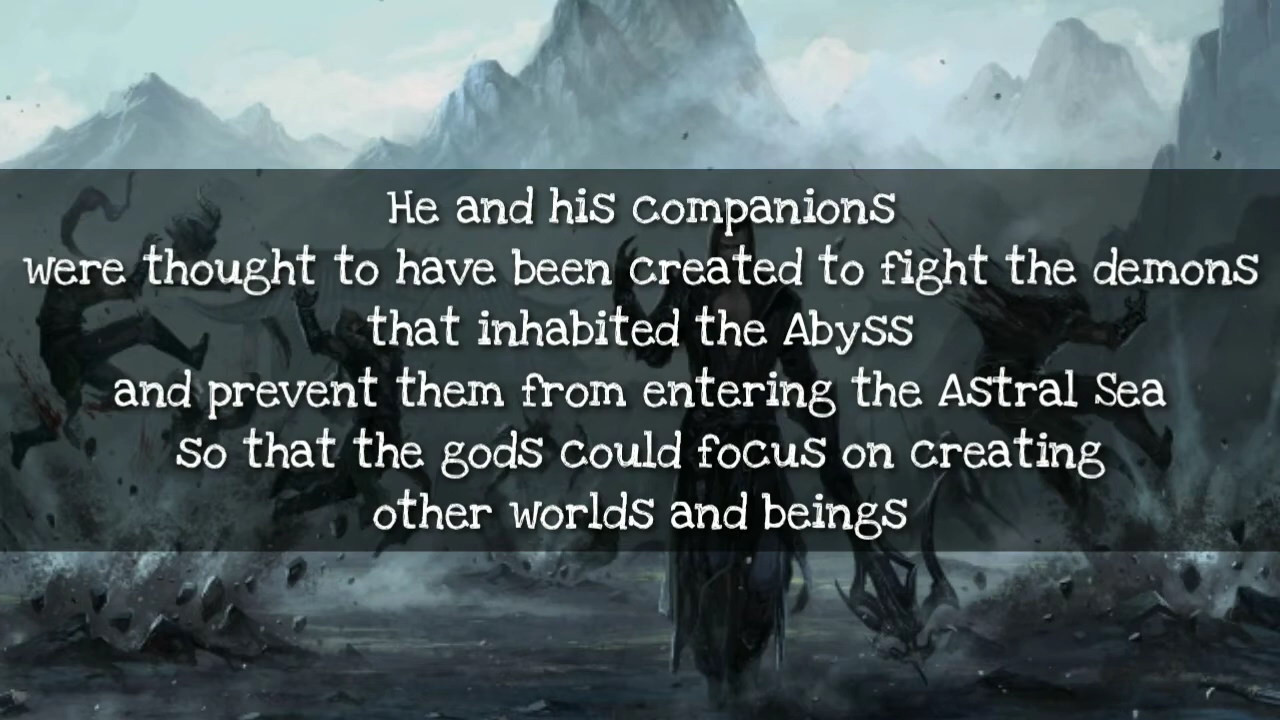 He and his companions
were thought to have been created to fight the demons
that inhabited the Abyss
and prevent them from entering the Astral Sea
so that the gods could focus on creating
other worlds and beings